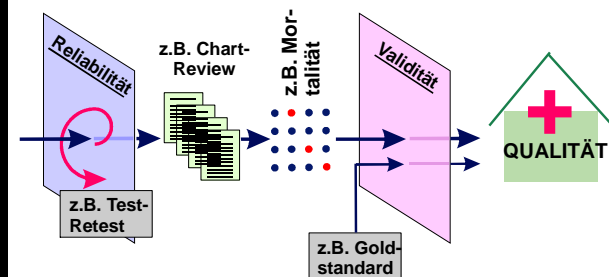 Reliabilität
z.B. Test-
Retest
z.B. Chart-
Review
z.B. Mor-
talität
Validität
z.B. Gold-
standard
QUALITÄT